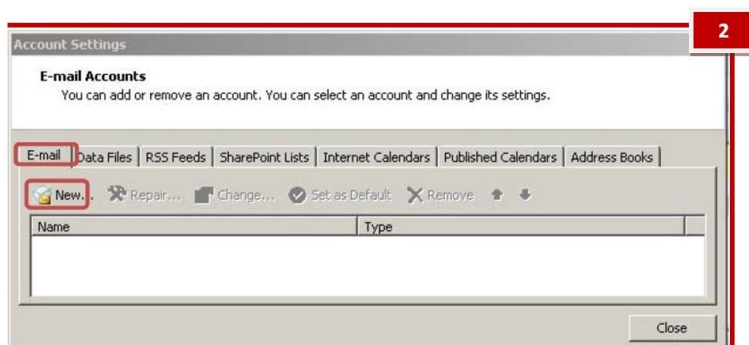 2
Account Settings
E-mail Accounts
You can add or remove an account. You can select an account and change its settings.
E-mail Data Files RSS Feeds SharePoint Lists Internet Calendars Published Calendars Address Books
New... Repair... Change... Set as Default Remove
Name Type
Close